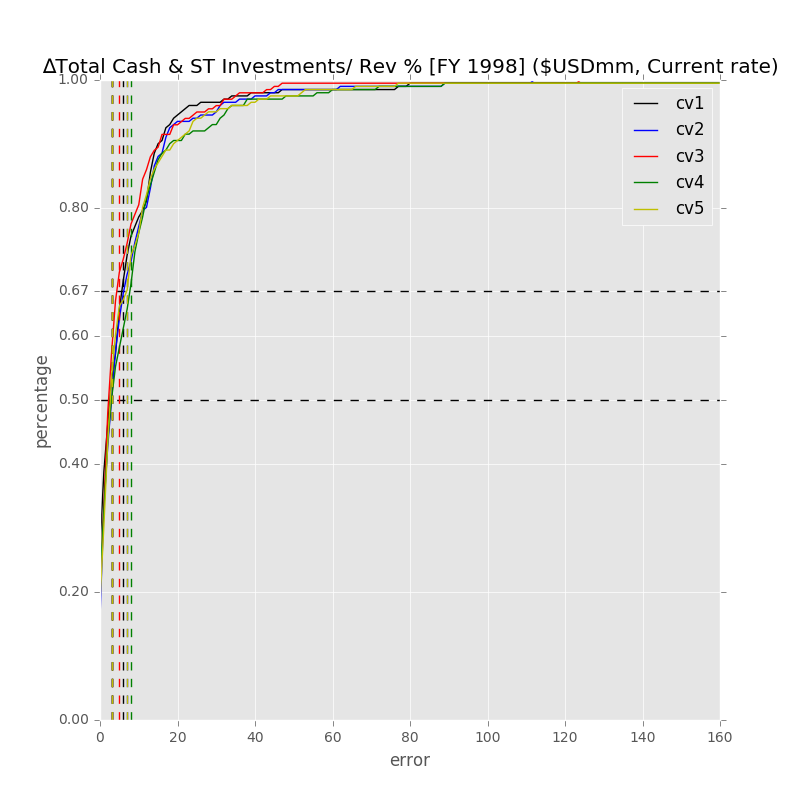 ΔTotal Cash & ST Investments/ Rev % [FY 1998] ($USDmm, Current rate)
1.00
cv1
cv2
cv3
cv4
cv5
0.80
0.67
0.60
0.50
0.40
0.20
0.00
percentage
0 20 40 60 80 100 120 140 160
error